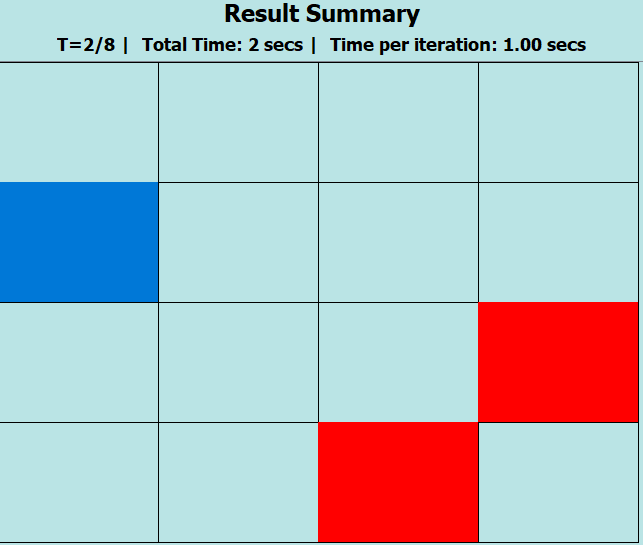 Result Summary
T=2/8 | Total Time: 2 secs | Time per iteration: 1.00 secs